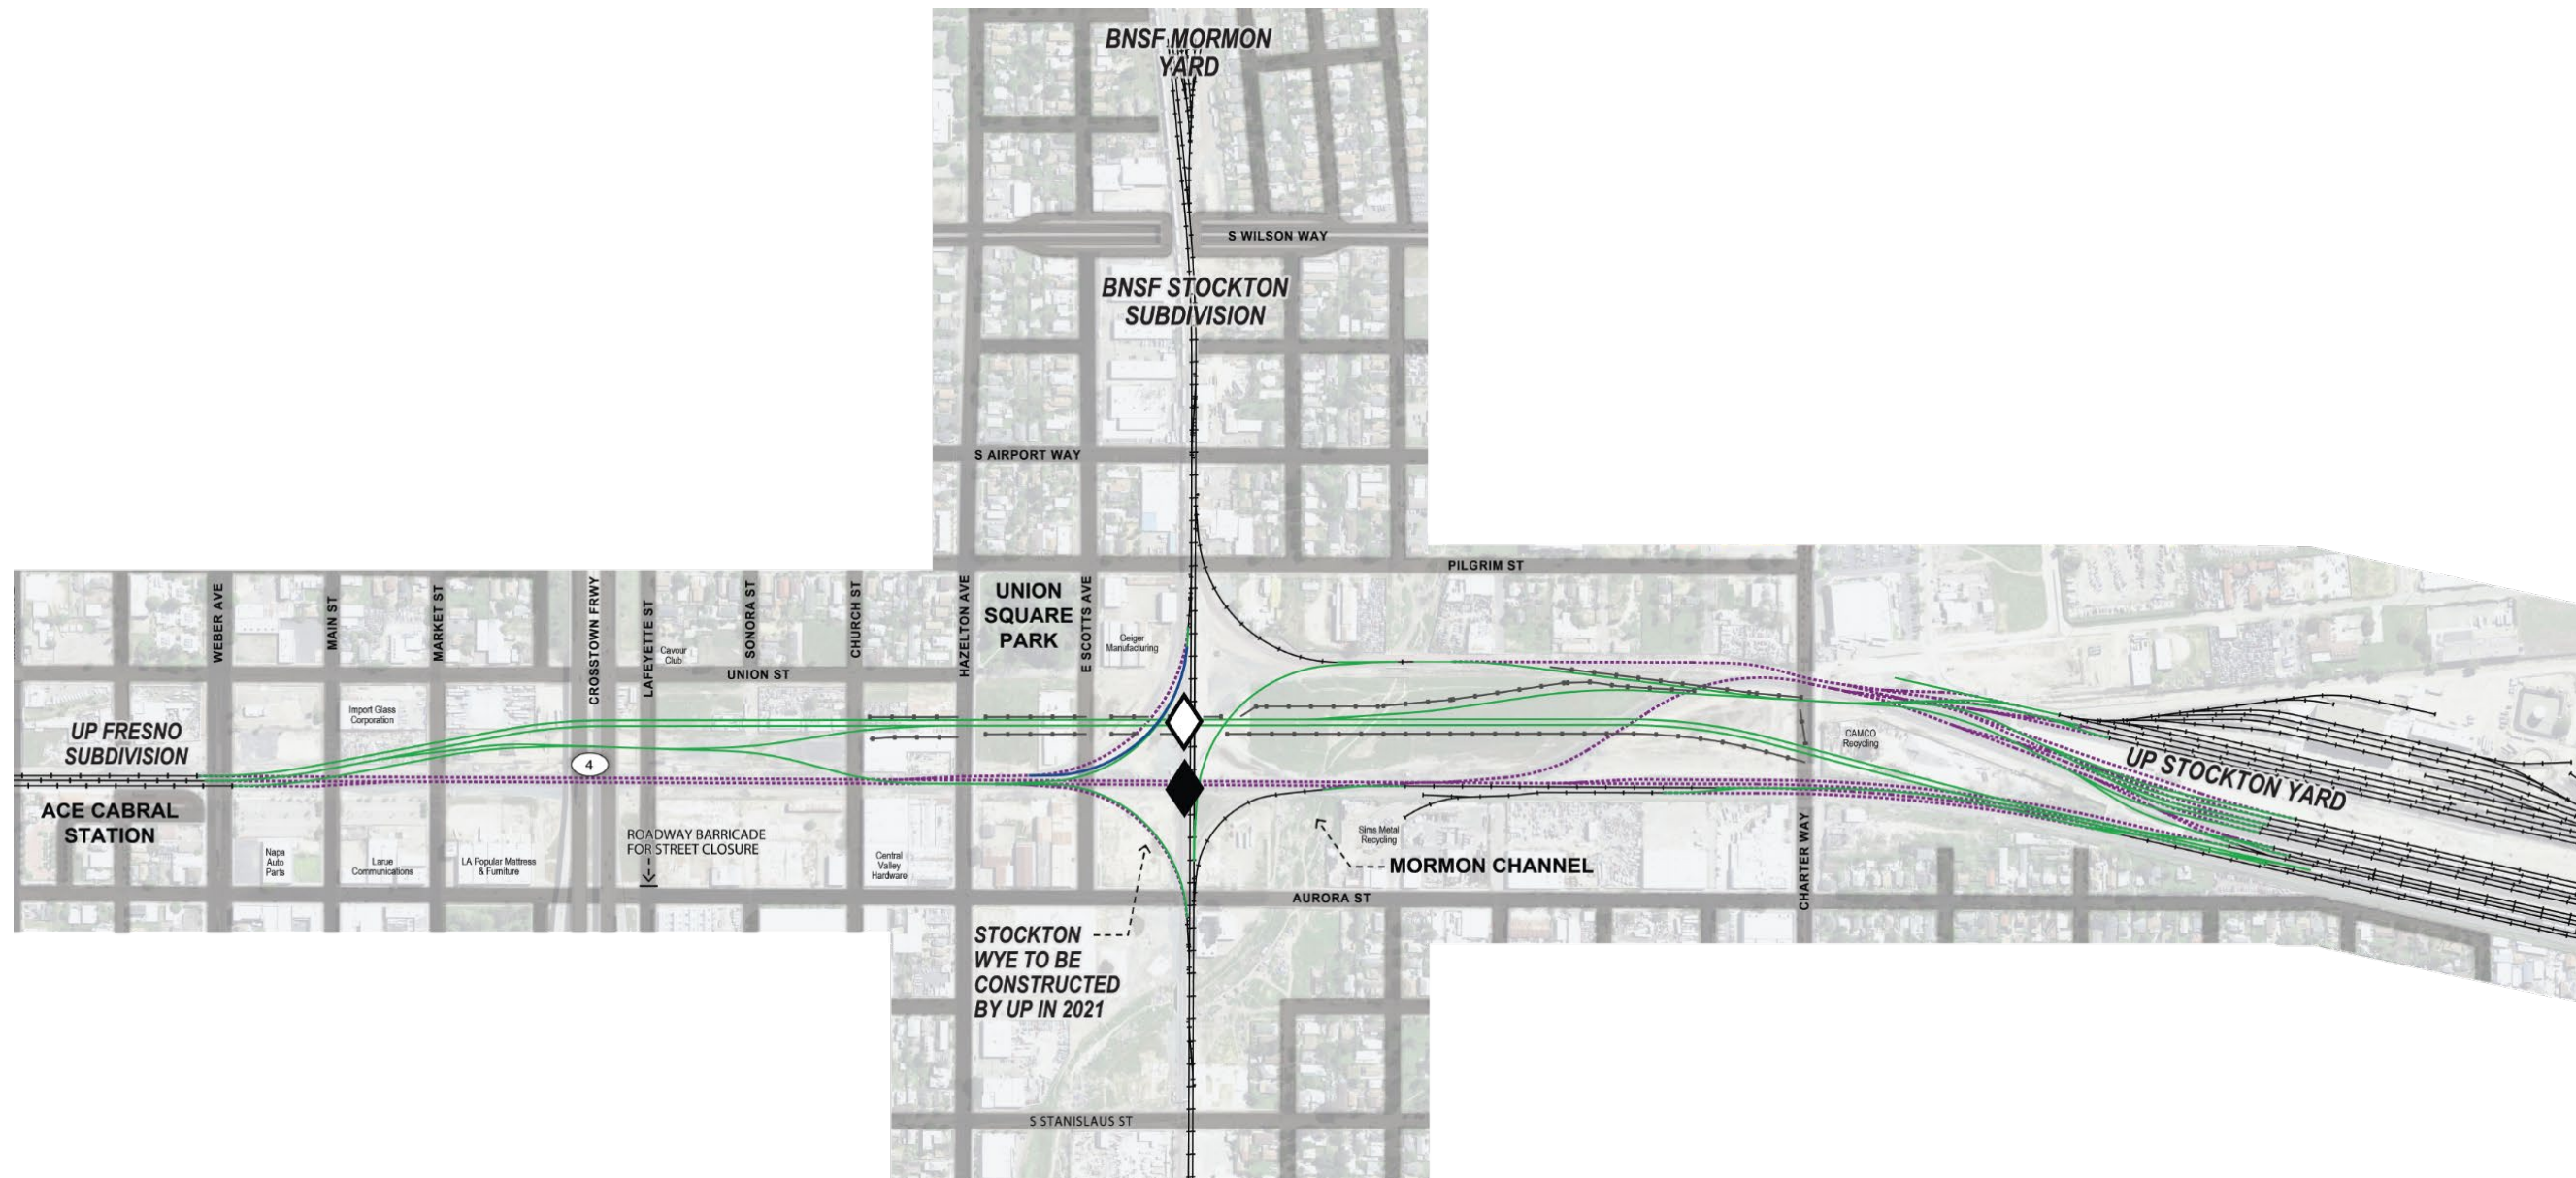 BNSF MORMON
YARD
S WILSON WAY
BNSF STOCKTON
SUBDIVISION
S AIRPORT WAY
PILGRIM ST
WEBER AVE
MAIN ST
MARKET ST
CROSSTOWN FRWY
LAFEYETTE ST
Cavour
Club
SONORA ST
CHURCH ST
HAZELTON AVE
UNION
SQUARE
PARK
E SCOTTS AVE
Geiger
Manufacturing
UNION ST
Import Glass
Corporation
UP FRESNO
SUBDIVISION
4
CAMCO
Recycling
UP STOCKTON YARD
ACE CABRAL
STATION
ROADWAY BARRICADE
FOR STREET CLOSURE
Napa
Auto
Parts
Larue
Communications
LA Popular Mattress
& Furniture
Central
Valley
Hardware
Sims Metal
Recycling
MORMON CHANNEL
CHARTER WAY
AURORA ST
STOCKTON
WYE TO BE
CONSTRUCTED
BY UP IN 2021
S STANISLAUS ST